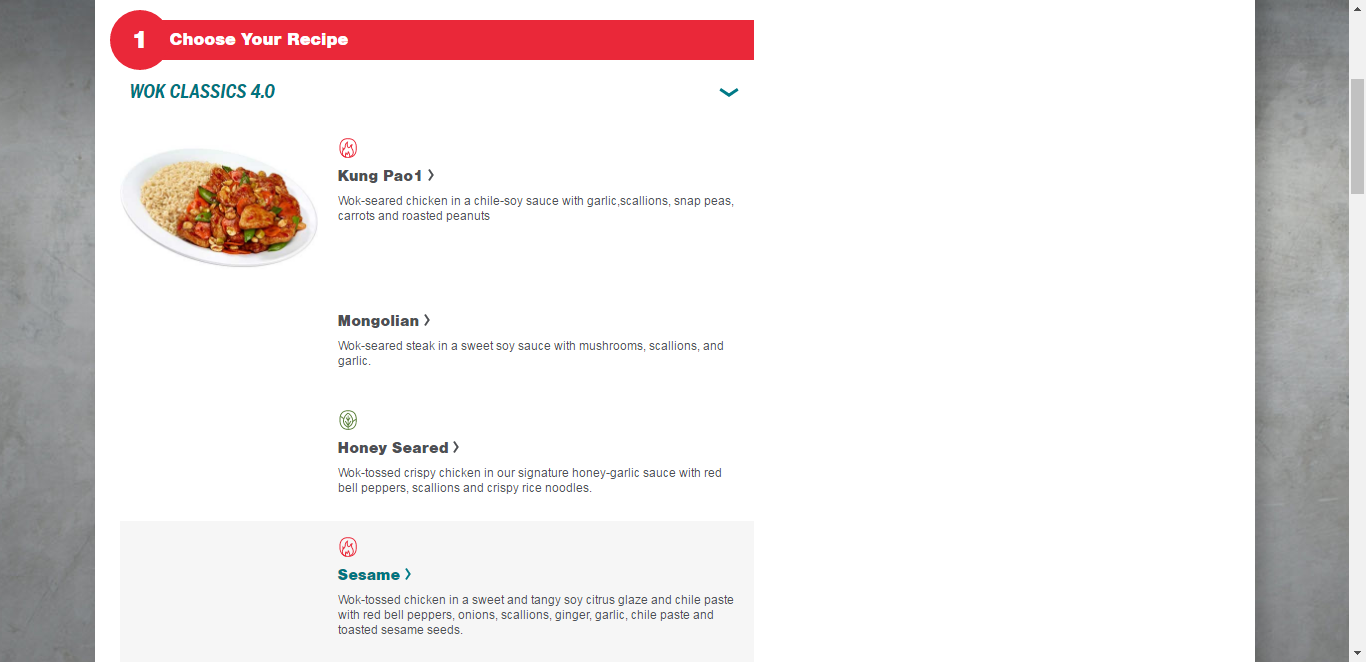 1 Choose Your Recipe
WOK CLASSICS 4.0
Kung Pao1 >
Wok-seared chicken in a chile-soy sauce with garlic,scallions, snap peas,
carrots and roasted peanuts
Mongolian >
Wok-seared steak in a sweet soy sauce with mushrooms, scallions, and
garlic.
Honey Seared >
Wok-tossed crispy chicken in our signature honey-garlic sauce with red
bell peppers, scallions and crispy rice noodles.
Sesame >
Wok-tossed chicken in a sweet and tangy soy citrus glaze and chile paste
with red bell peppers, onions, scallions, ginger, garlic, chile paste and
toasted sesame seeds.